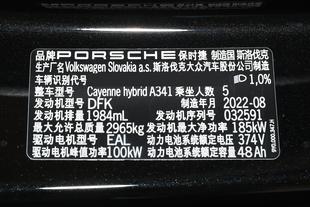 品牌 PORSCHE 保时捷 制造国 斯洛伐克
生产厂名 Volkswagen Slovakia a.s. 斯洛伐克大众汽车股份公司制造
车辆识别代号 1,0%
整车型号 Cayenne hybrid A341 乘坐人数 5
发动机型号 DFK 制造年月 2022-08
发动机排量 1984mL 发动机序列号 032591
最大允许总质量 2965kg 发动机最大净功率 185kW
驱动电机型号 EAL 动力电池系统额定电压 374V
驱动电机峰值功率 100kW 动力电池系统额定容量 48Ah